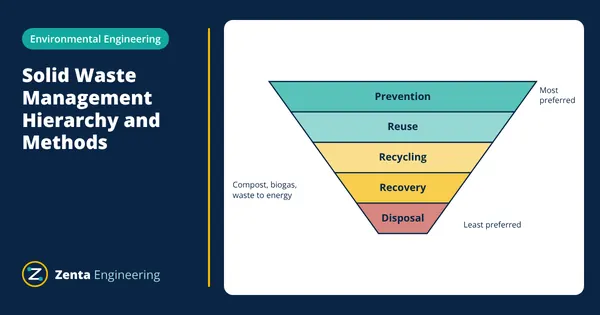 Environmental Engineering
Solid Waste
Management
Hierarchy and
Methods
Zenta Engineering
Prevention
Most
preferred
Reuse
Recycling
Compost, biogas,
waste to energy
Recovery
Disposal
Least preferred